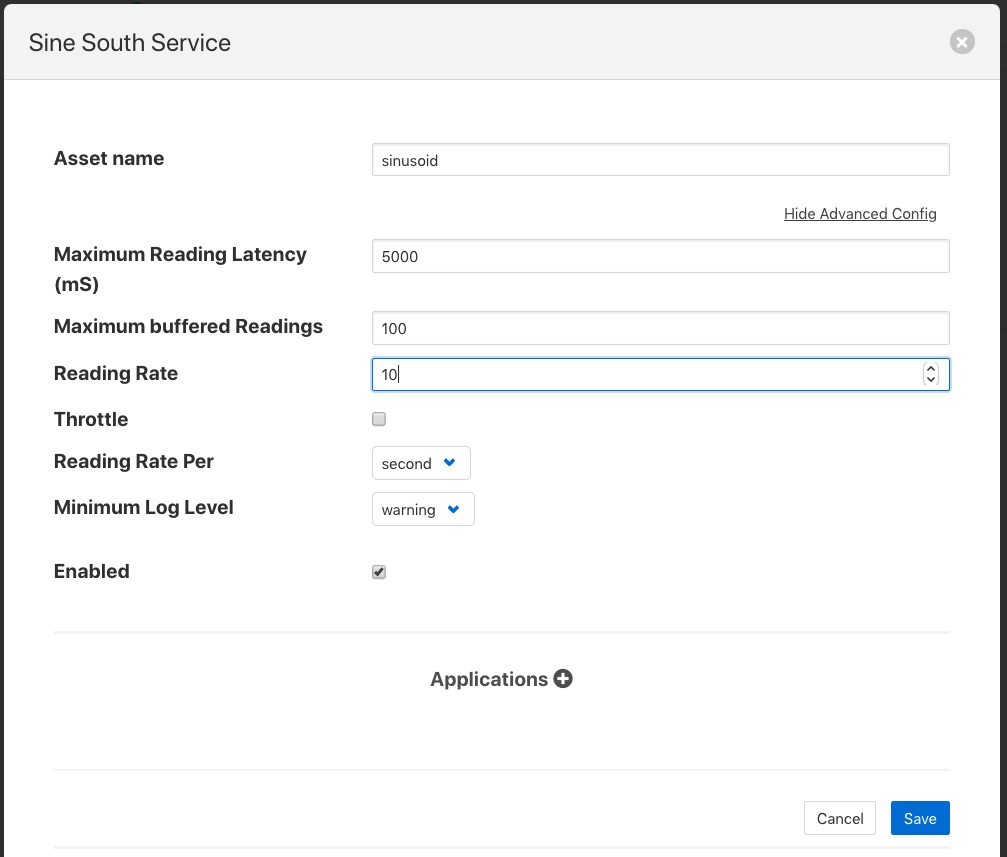 Sine South Service
Asset name
sinusoid
Hide Advanced Config
Maximum Reading Latency
(mS)
5000
Maximum buffered Readings
100
Reading Rate
10
Throttle
Reading Rate Per
second
Minimum Log Level
warning
Enabled
Applications
Cancel
Save